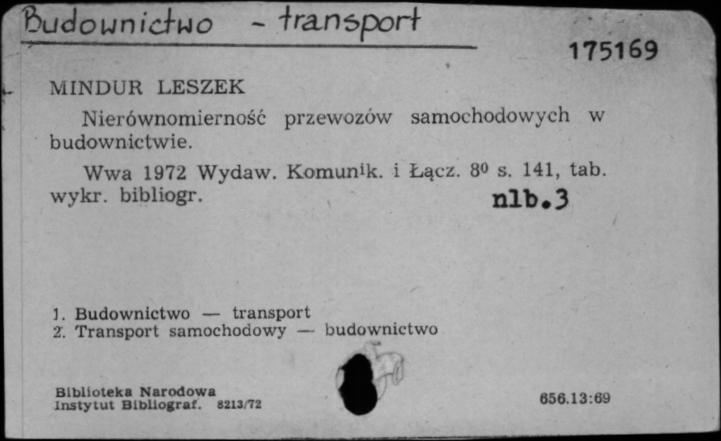 Budownictwo - transport
175169
MINDUR LESZEK
Nierównomierność przewozów samochodowych w
budownictwie.
Wwa 1972 Wydaw. Komunik. i Łącz. 8⁰ s. 141, tab.
wykr. bibliogr.
nlb.3
1. Budownictwo — transport
2. Transport samochodowy — budownictwo
Biblioteka Narodowa
Instytut Bibliograf. 8213/72
656.13:69